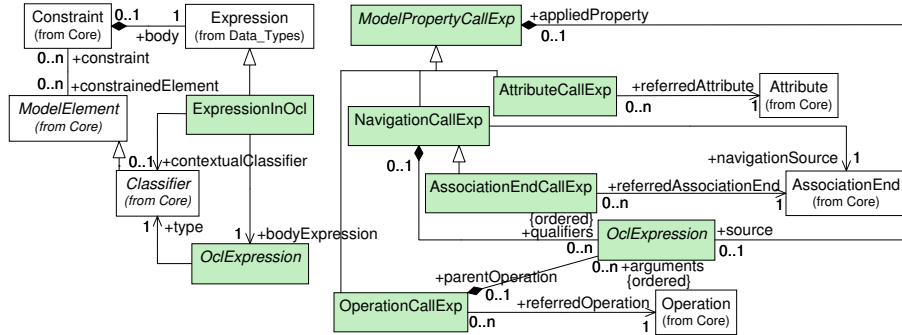 Constraint
(from Core)
0..1
1
+body
Expression
(from Data_Types)
0..n
+constraint
0..n
+constrainedElement
ModelElement
(from Core)
ExpressionInOcl
0..1
+contextualClassifier
Classifier
(from Core)
1
+type
1
+bodyExpression
OclExpression
ModelPropertyCallExp
+appliedProperty
0..1
AttributeCallExp
+referredAttribute
0..n
1
Attribute
(from Core)
NavigationCallExp
0..1
+navigationSource
1
AssociationEndCallExp
+referredAssociationEnd
0..n
1
AssociationEnd
(from Core)
{ordered}
+qualifiers
0..n
OclExpression
+source
0..1
0..n
+arguments
{ordered}
+parentOperation
0..1
OperationCallExp
+referredOperation
0..n
1
Operation
(from Core)